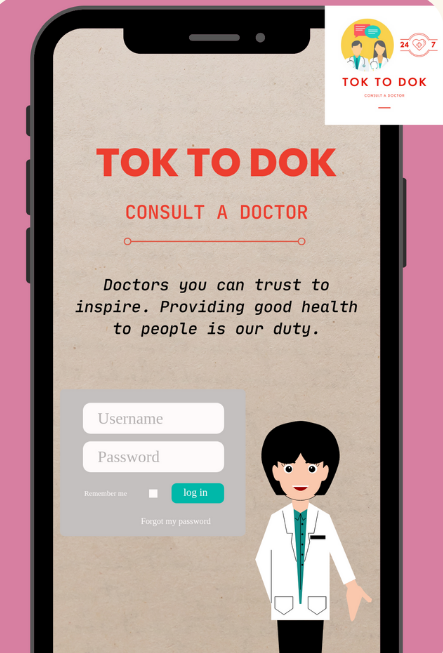 24 7
TOK TO DOK
CONSULT A DOCTOR
TOK TO DOK
CONSULT A DOCTOR
Doctors you can trust to
inspire. Providing good health
to people is our duty.
Username
Password
Remember me
log in
Forgot my password